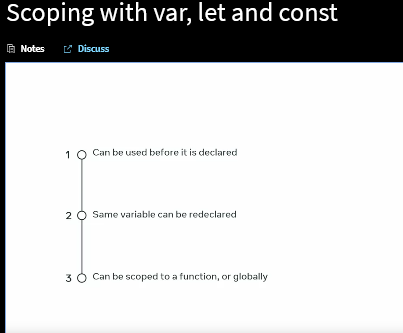 Scoping with var, let and const
Notes
Discuss
1 Can be used before it is declared
2 Same variable can be redeclared
3 Can be scoped to a function, or globally